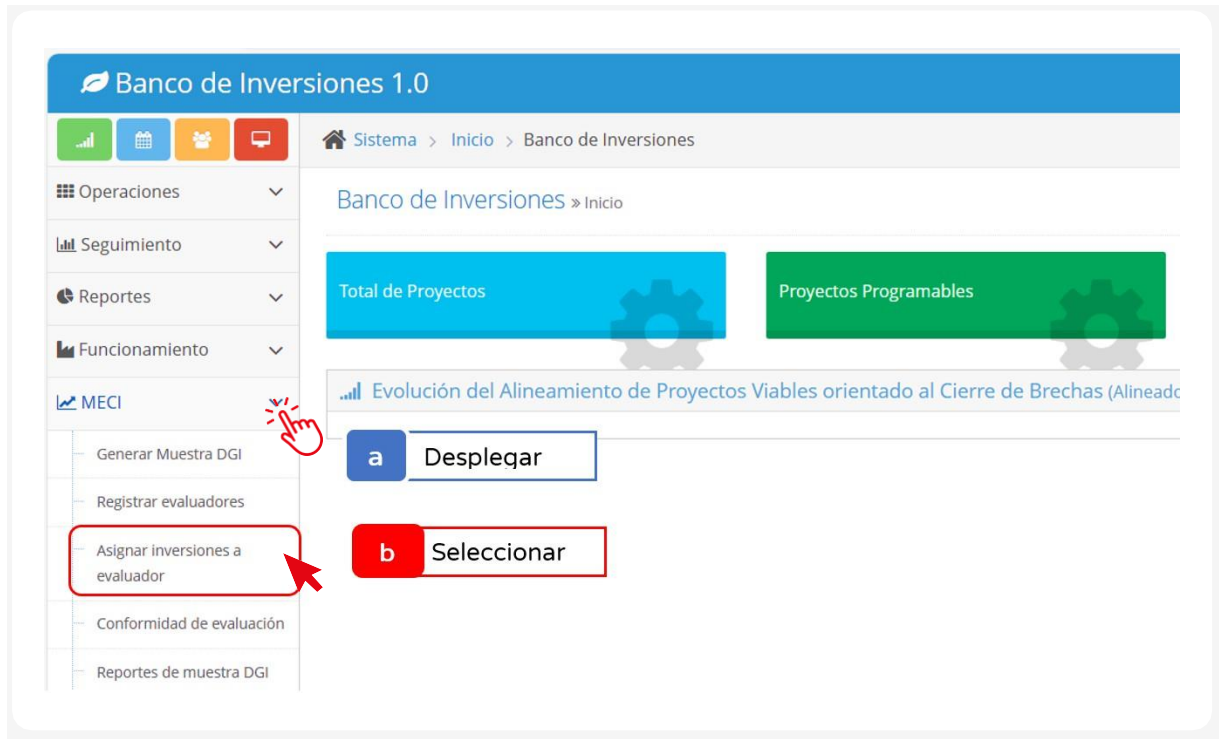 Banco de Inversiones 1.0
Sistema > Inicio > Banco de Inversiones
Operaciones
Seguimiento
Reportes
Funcionamiento
MECI
Generar Muestra DGI
Registrar evaluadores
Asignar inversiones a
evaluador
Conformidad de evaluación
Reportes de muestra DGI
Banco de Inversiones » Inicio
Total de Proyectos
Proyectos Programables
Evolución del Alineamiento de Proyectos Viables orientado al Cierre de Brechas (Alineado
a Desplegar
b Seleccionar